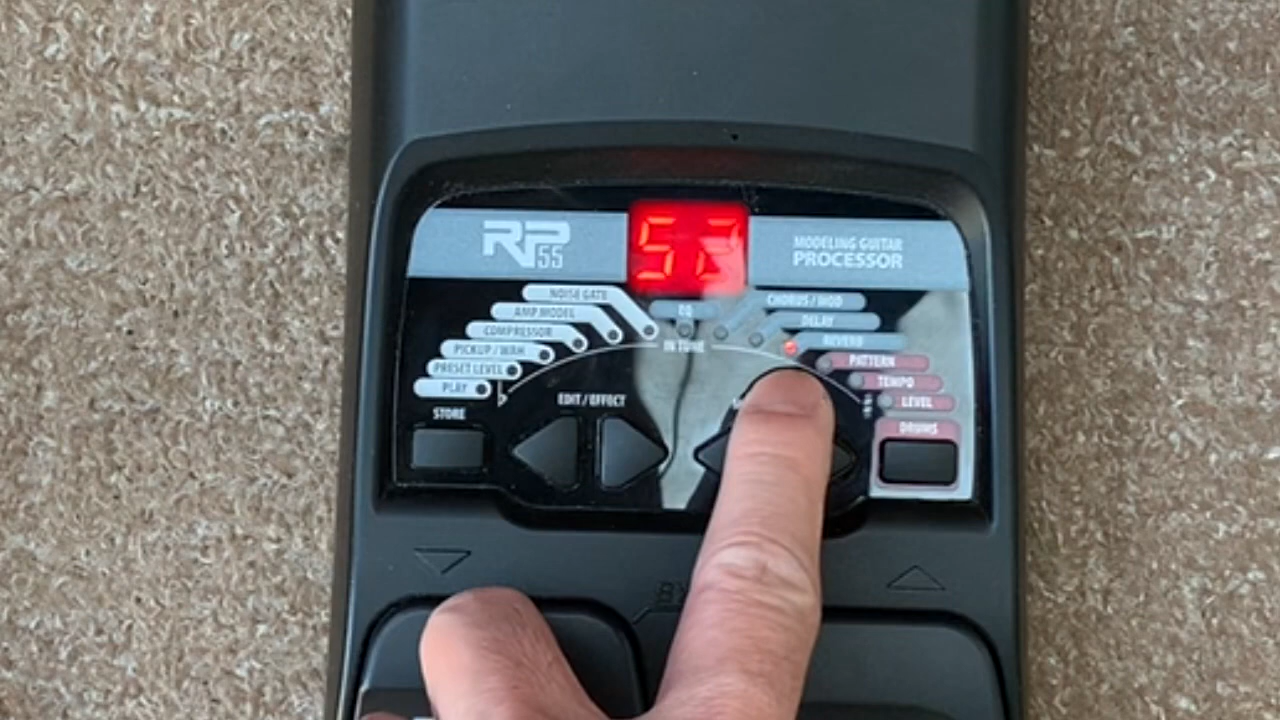 RP55
52
MODELING GUITAR
PROCESSOR
NOISE GATE
AMP MODEL
COMPRESSOR
PICKUP / WAH
PRESET LEVEL
PLAY
EQ
CHORUS / MOD
DELAY
REVERB
IN TUNE
PATTERN
TEMPO
LEVEL
STORE
EDIT / EFFECT
DRUMS